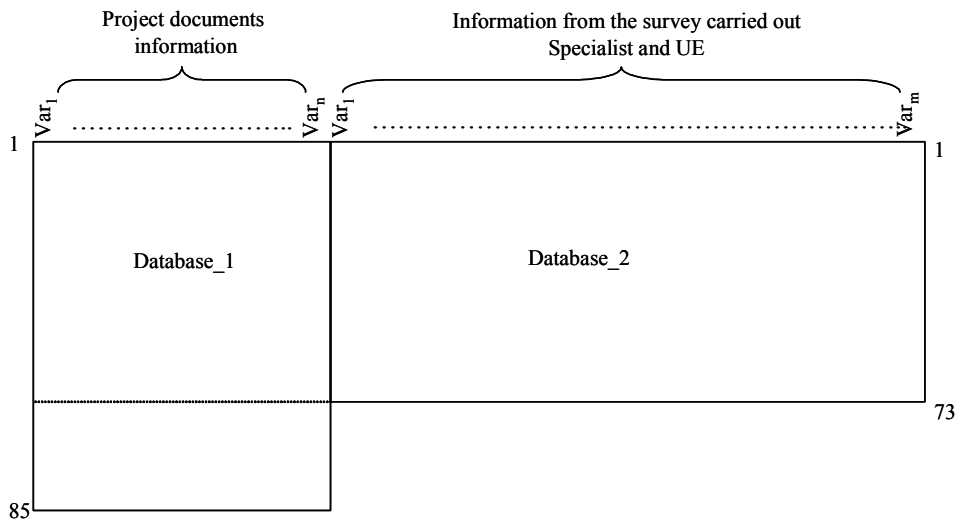 Project documents
information
Information from the survey carried out
Specialist and UE
Var1
Varn
Var1
Varm
1
1
Database_1
Database_2
73
85